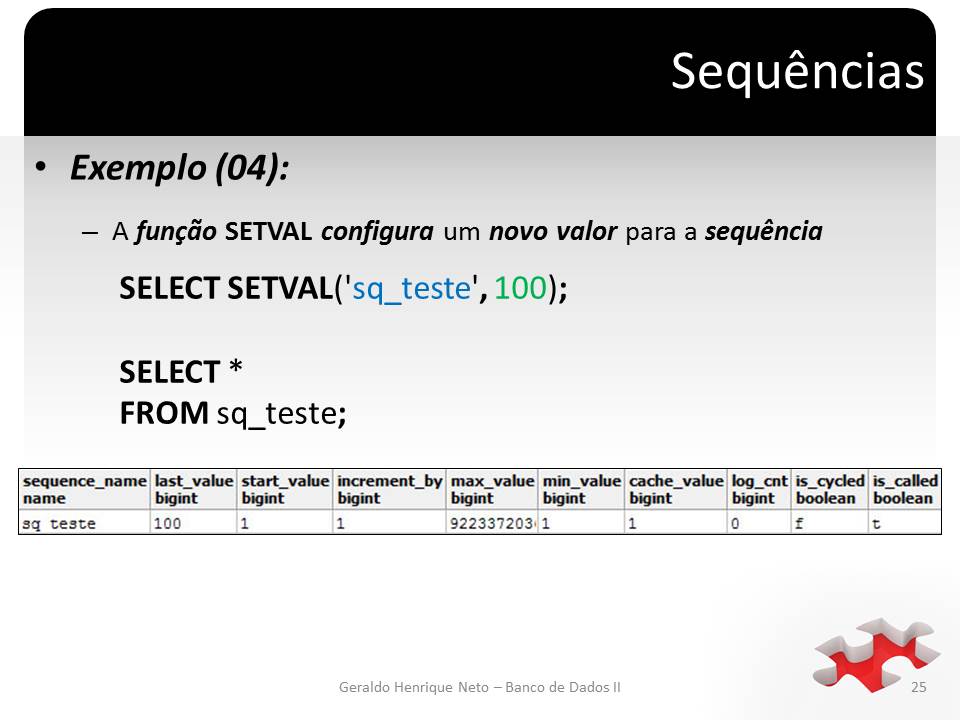 Sequências
• Exemplo (04):
– A função SETVAL configura um novo valor para a sequência
SELECT SETVAL('sq_teste', 100);
SELECT *
FROM sq_teste;
sequence_name last_value start_value increment_by max_value min_value cache_value log_cnt is_cycled is_called
name bigint bigint bigint bigint bigint bigint bigint boolean boolean
sq_teste 100 1 1 922337203 1 1 0 f t
Geraldo Henrique Neto – Banco de Dados II 25